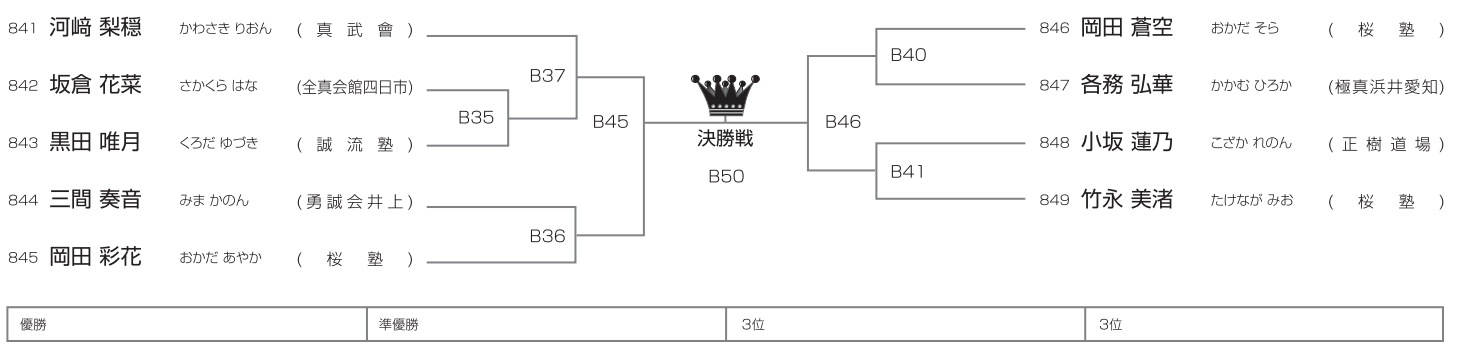 841 河﨑 梨穏 かわさき りおん ( 真 武 會 )
842 坂倉 花菜 さかくら はな (全真会館四日市)
843 黒田 唯月 くろだ ゆづき ( 誠 流 塾 )
844 三間 奏音 みま かのん ( 勇 誠 会 井 上 )
845 岡田 彩花 おかだ あやか ( 桜 塾 )
B37
B35
B36
B45
決勝戦
B50
B46
B40
B41
846 岡田 蒼空 おかだ そら ( 桜 塾 )
847 各務 弘華 かかむ ひろか (極真浜井愛知)
848 小坂 蓮乃 こざか れのん ( 正 樹 道 場 )
849 竹永 美渚 たけなが みお ( 桜 塾 )
優勝 準優勝 3位 3位